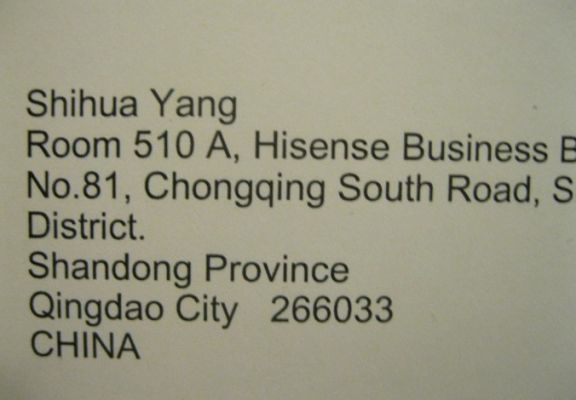 Shihua Yang
Room 510 A, Hisense Business
No.81, Chongqing South Road,
District.
Shandong Province
Qingdao City 266033
CHINA